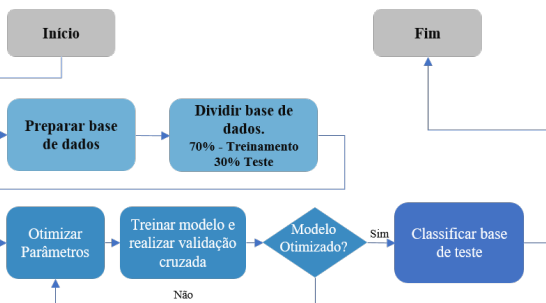 Início
Fim
Preparar base
de dados
Dividir base de
dados.
70% - Treinamento
30% Teste
Otimizar
Parâmetros
Treinar modelo e
realizar validação
cruzada
Modelo
Otimizado?
Sim
Classificar base
de teste
Não